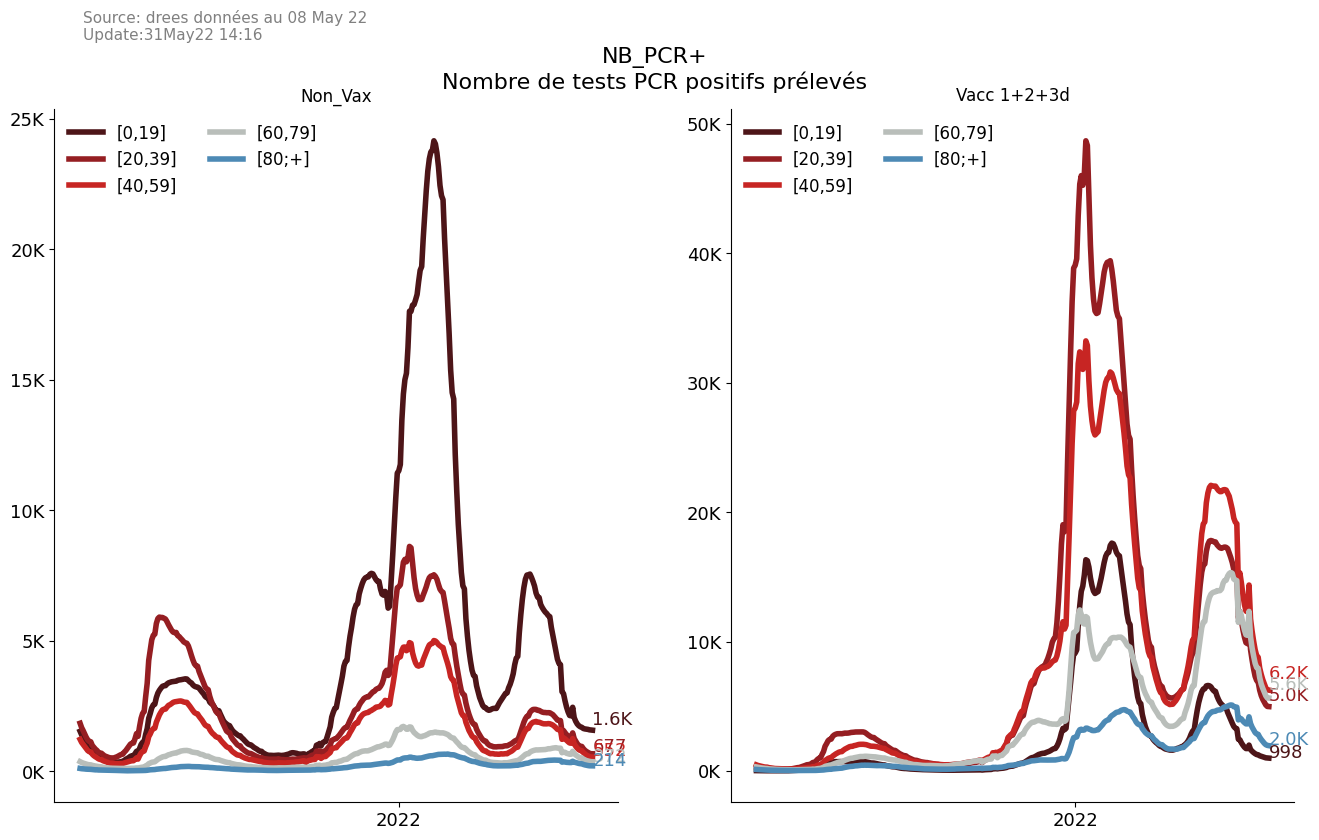 Source: drees données au 08 May 22
Update:31May22 14:16
NB_PCR+
Nombre de tests PCR positifs prélevés
Non_Vax
25K
20K
15K
10K
5K
0K
[0,19]
[20,39]
[40,59]
[60,79]
[80;+]
1.6K
677
214
2022
Vacc 1+2+3d
50K
40K
30K
20K
10K
0K
[0,19]
[20,39]
[40,59]
[60,79]
[80;+]
6.2K
5.6K
5.0K
2.0K
998
2022